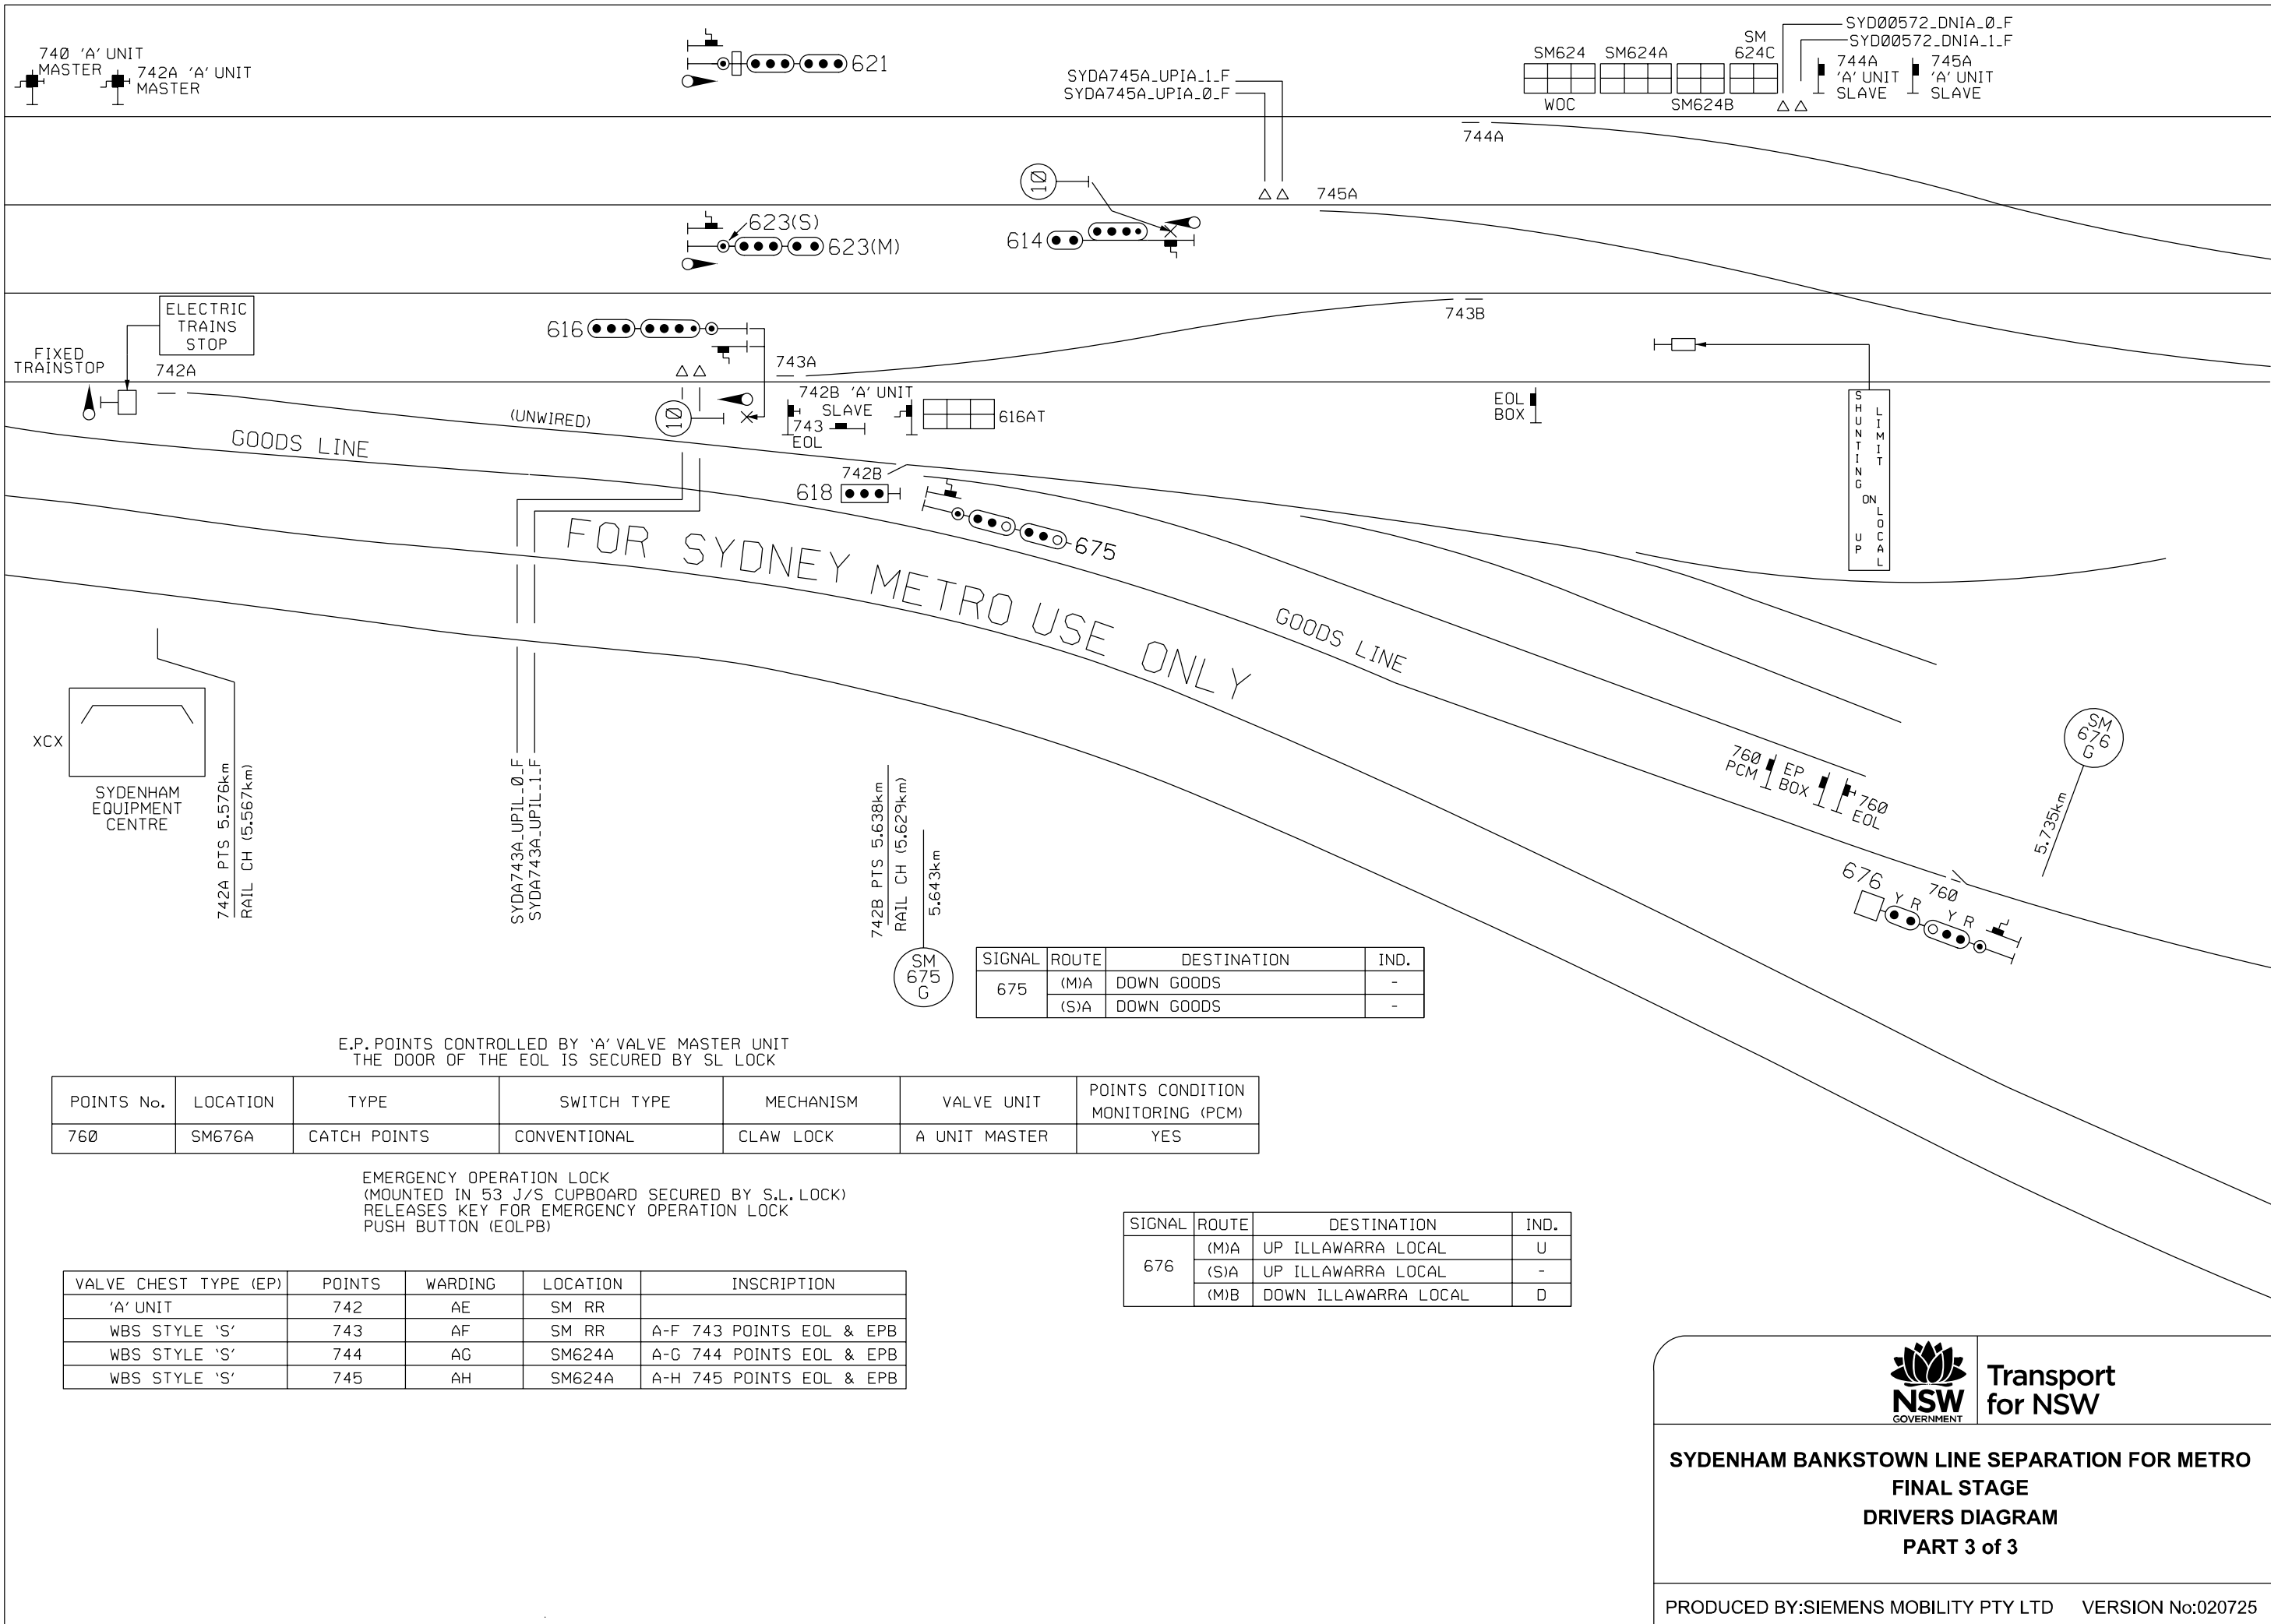 740 'A' UNIT
MASTER
742A 'A' UNIT
MASTER
621
SYDA745A_UPIA_1_F
SYDA745A_UPIA_0_F
SM624
SM624A
SM
624C
WOC
SM624B
SYD00572_DNIA_0_F
SYD00572_DNIA_1_F
744A
'A' UNIT
SLAVE
745A
'A' UNIT
SLAVE
744A
10
745A
623(S)
623(M)
614
ELECTRIC
TRAINS
STOP
FIXED
TRAINSTOP
742A
616
743A
743B
742B 'A' UNIT
SLAVE
743
EOL
10
616AT
EOL
BOX
SHUNTING LIMIT
ON
UP LOCAL
(UNWIRED)
GOODS LINE
742B
618
675
FOR SYDNEY METRO USE ONLY
GOODS LINE
XCX
SYDENHAM
EQUIPMENT
CENTRE
742A PTS 5.576km
RAIL CH (5.567km)
SYDA743A_UPIL_0_F
SYDA743A_UPIL_1_F
742B PTS 5.638km
RAIL CH (5.629km)
5.643km
SM
675
G
760
PCM
EP
BOX
760
EOL
SM
676
G
5.735km
676
Y R
Y R
760
SIGNAL ROUTE DESTINATION IND.
675 (M)A DOWN GOODS -
(S)A DOWN GOODS -
E.P. POINTS CONTROLLED BY 'A' VALVE MASTER UNIT
THE DOOR OF THE EOL IS SECURED BY SL LOCK
POINTS No. LOCATION TYPE SWITCH TYPE MECHANISM VALVE UNIT POINTS CONDITION
MONITORING (PCM)
760 SM676A CATCH POINTS CONVENTIONAL CLAW LOCK A UNIT MASTER YES
EMERGENCY OPERATION LOCK
(MOUNTED IN 53 J/S CUPBOARD SECURED BY S.L. LOCK)
RELEASES KEY FOR EMERGENCY OPERATION LOCK
PUSH BUTTON (EOLPB)
SIGNAL ROUTE DESTINATION IND.
676 (M)A UP ILLAWARRA LOCAL U
(S)A UP ILLAWARRA LOCAL -
(M)B DOWN ILLAWARRA LOCAL D
VALVE CHEST TYPE (EP) POINTS WARDING LOCATION INSCRIPTION
'A' UNIT 742 AE SM RR
WBS STYLE 'S' 743 AF SM RR A-F 743 POINTS EOL & EPB
WBS STYLE 'S' 744 AG SM624A A-G 744 POINTS EOL & EPB
WBS STYLE 'S' 745 AH SM624A A-H 745 POINTS EOL & EPB
NSW
GOVERNMENT
Transport
for NSW
SYDENHAM BANKSTOWN LINE SEPARATION FOR METRO
FINAL STAGE
DRIVERS DIAGRAM
PART 3 of 3
PRODUCED BY:SIEMENS MOBILITY PTY LTD VERSION No:020725